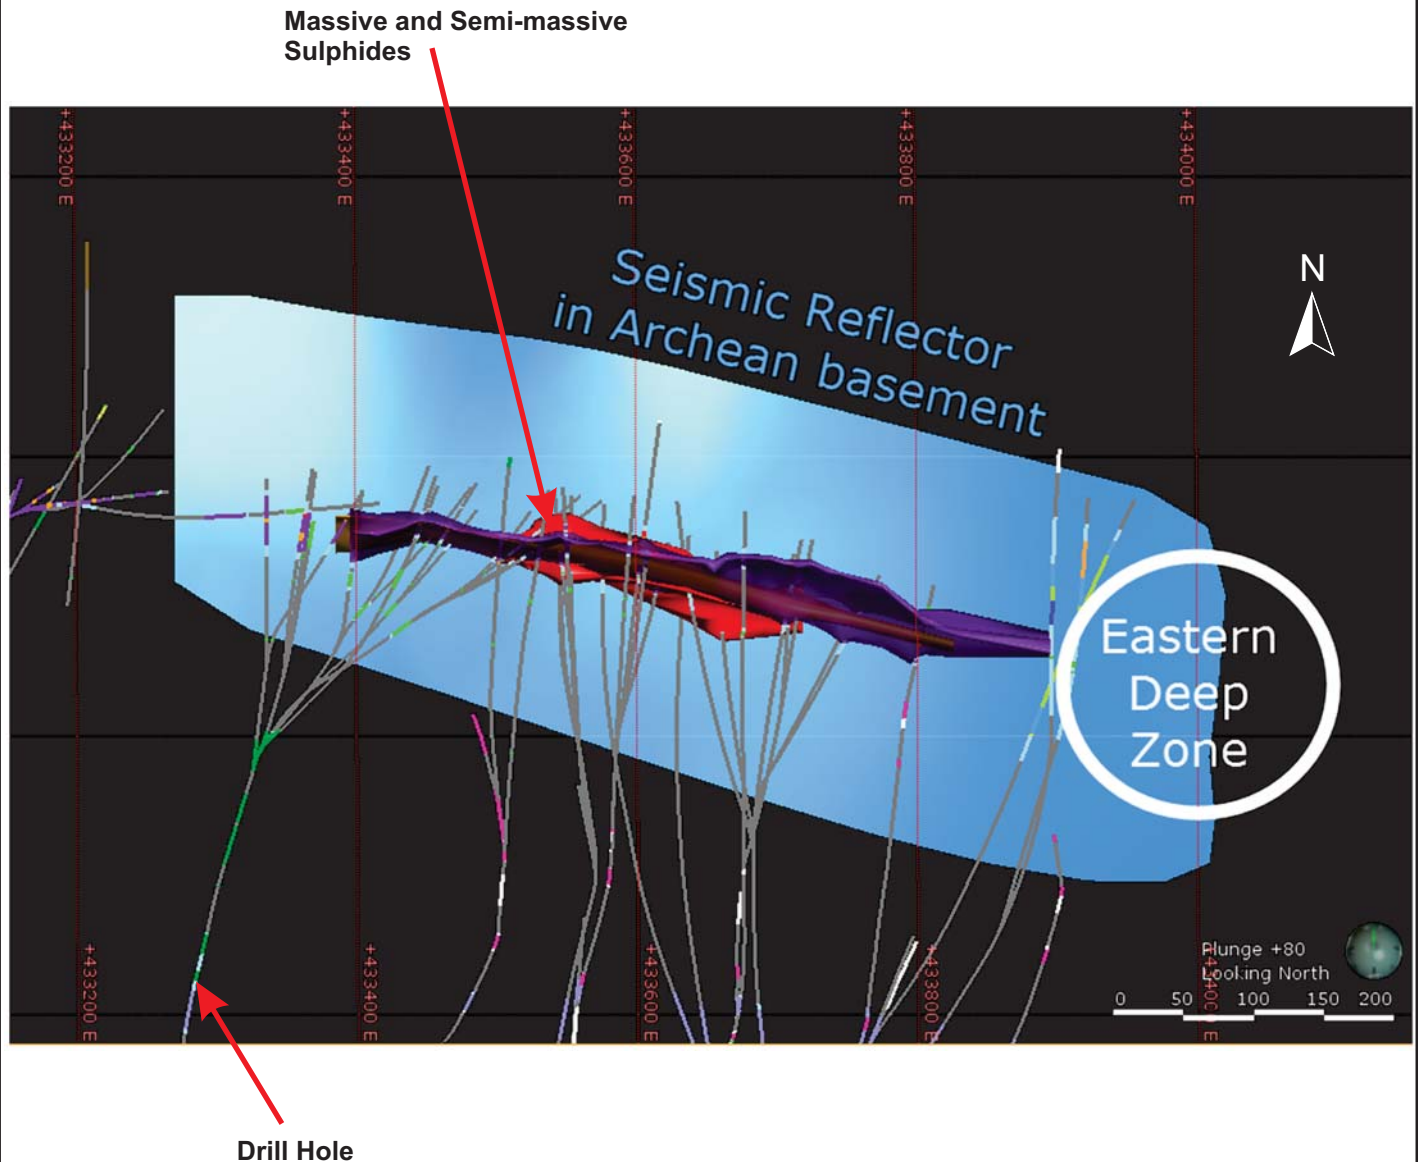 Massive and Semi-massive
Sulphides
+433200 E
+433400 E
+433600 E
+433800 E
+434000 E
Seismic Reflector
in Archean basement
N
Eastern
Deep
Zone
+433200 E
+433400 E
+433600 E
+433800 E
+434000 E
Plunge +80
Looking North
0 50 100 150 200
Drill Hole